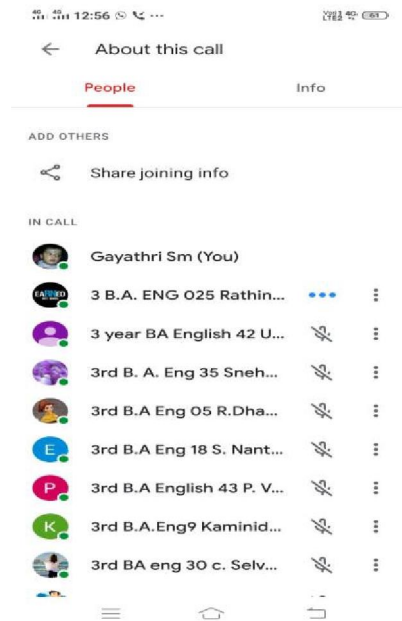 12:56
About this call
People Info
ADD OTHERS
Share joining info
IN CALL
Gayathri Sm (You)
3 B.A. ENG 025 Rathin...
3 year BA English 42 U...
3rd B. A. Eng 35 Sneh...
3rd B.A Eng 05 R.Dha...
E 3rd B.A Eng 18 S. Nant...
P 3rd B.A English 43 P. V...
K 3rd B.A.Eng9 Kaminid...
3rd BA eng 30 c. Selv...